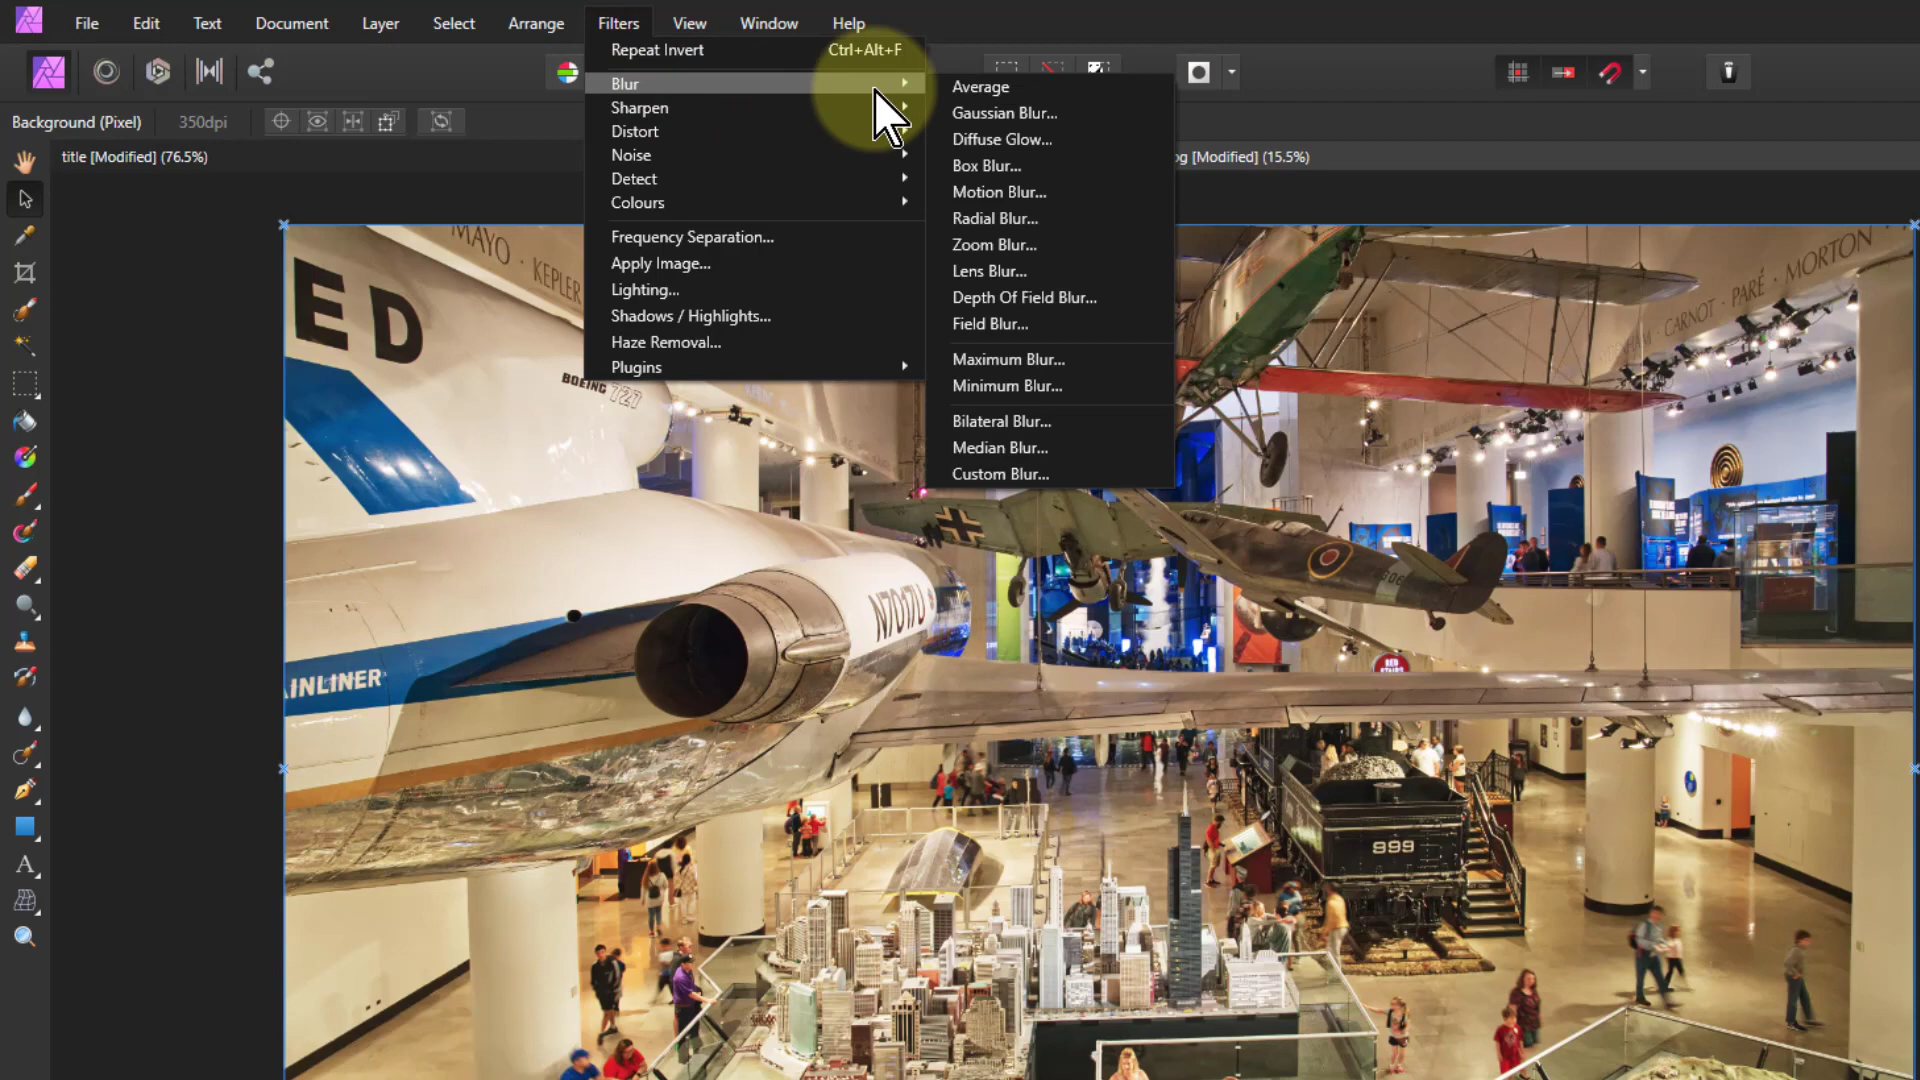 File Edit Text Document Layer Select Arrange Filters View Window Help
Repeat Invert Ctrl+Alt+F
Blur
Sharpen
Distort
Noise
Detect
Colours
Frequency Separation...
Apply Image...
Lighting...
Shadows / Highlights...
Haze Removal...
Plugins
Average
Gaussian Blur...
Diffuse Glow...
Box Blur...
Motion Blur...
Radial Blur...
Zoom Blur...
Lens Blur...
Depth Of Field Blur...
Field Blur...
Maximum Blur...
Minimum Blur...
Bilateral Blur...
Median Blur...
Custom Blur...
Background (Pixel) 350dpi
title [Modified] (76.5%)
[Modified] (15.5%)
MAYO · KEPLER
CARNOT · PARÉ · MORTON
ED
BOEING 727
N7017U
AINLINER
RED
STAIRS
999